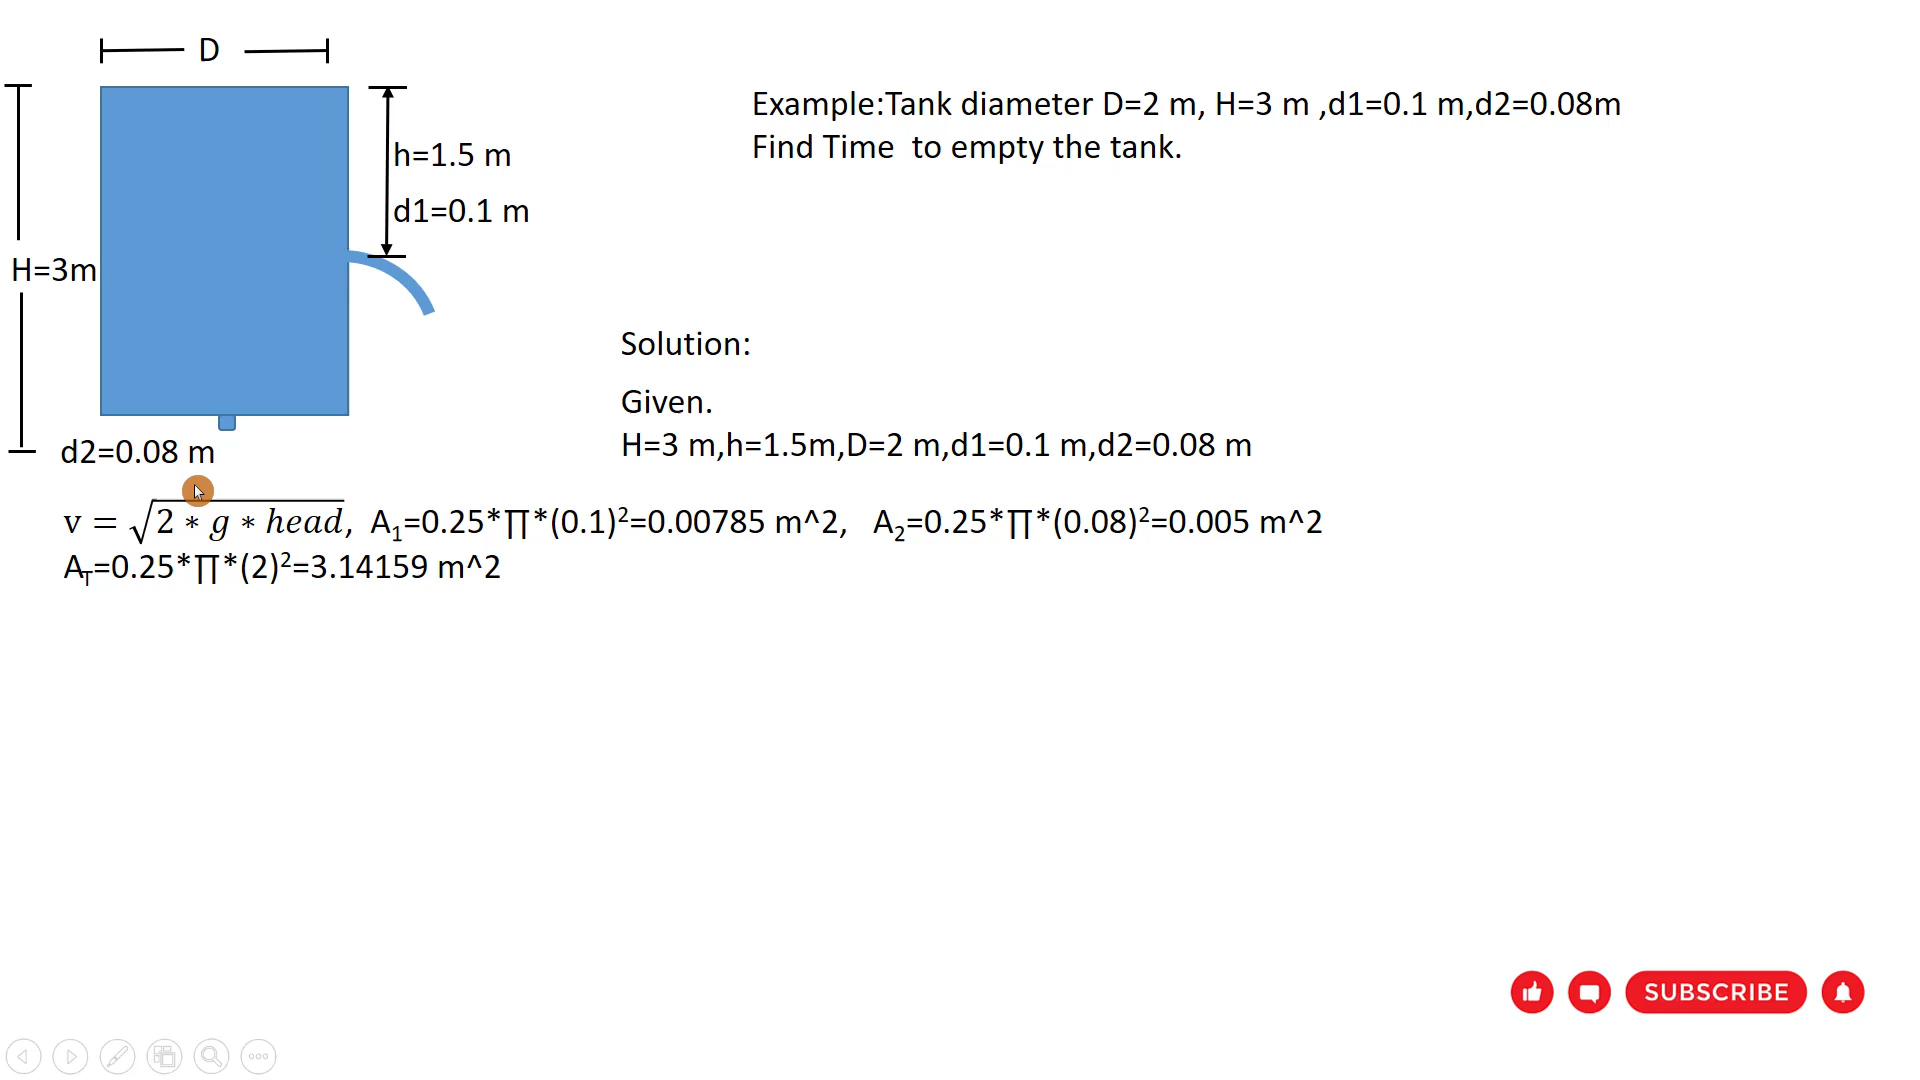 D
h=1.5 m
d1=0.1 m
H=3m
d2=0.08 m
Example:Tank diameter D=2 m, H=3 m ,d1=0.1 m,d2=0.08m
Find Time  to empty the tank.
Solution:
Given.
H=3 m,h=1.5m,D=2 m,d1=0.1 m,d2=0.08 m
v = √2 * g * head,  A₁=0.25*∏*(0.1)²=0.00785 m^2,   A₂=0.25*∏*(0.08)²=0.005 m^2
A_T=0.25*∏*(2)²=3.14159 m^2
SUBSCRIBE